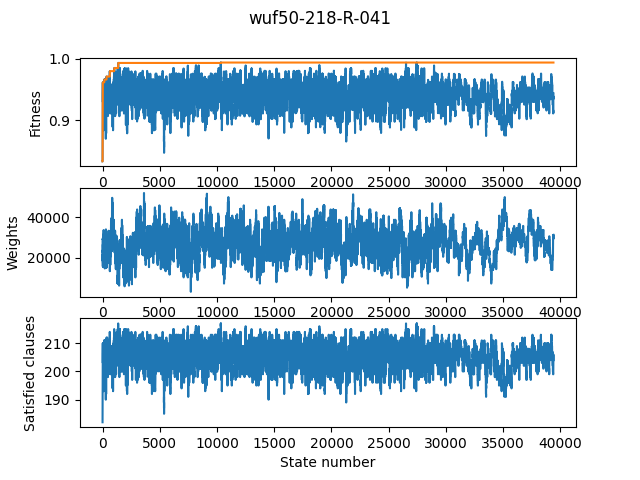 wuf50-218-R-041
1.0
0.9
Fitness
0 5000 10000 15000 20000 25000 30000 35000 40000
40000
20000
Weights
0 5000 10000 15000 20000 25000 30000 35000 40000
210
200
190
Satisfied clauses
0 5000 10000 15000 20000 25000 30000 35000 40000
State number